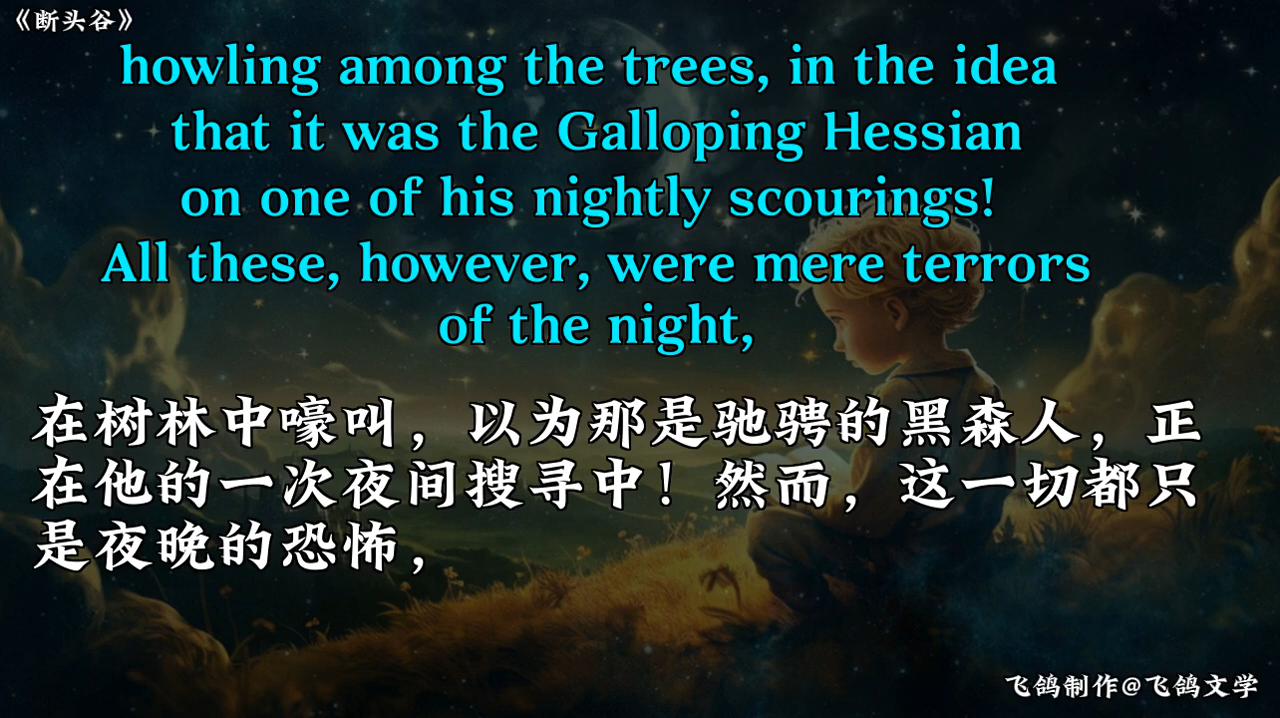 《断头谷》
howling among the trees, in the idea
that it was the Galloping Hessian
on one of his nightly scourings!
All these, however, were mere terrors
of the night,
在树林中嚎叫，以为那是驰骋的黑森人，正
在他的一次夜间搜寻中！然而，这一切都只
是夜晚的恐怖，
飞鸽制作@飞鸽文学